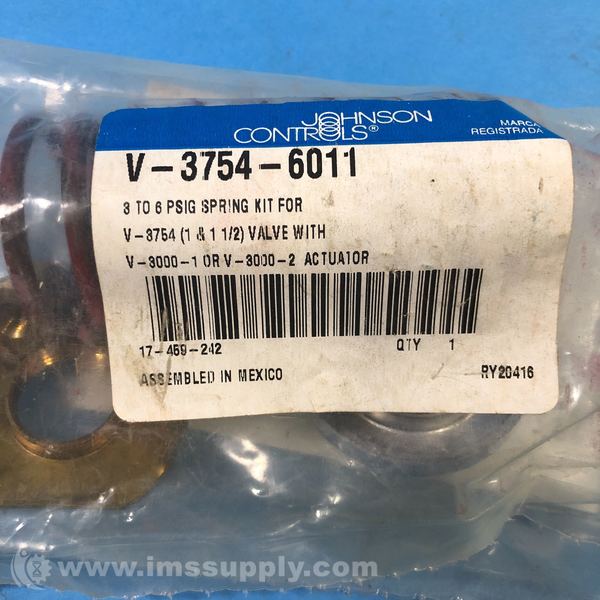 JOHNSON
CONTROLS®
MARCA
REGISTRADA
V-3754-6011
3 TO 6 PSIG SPRING KIT FOR
V-3754 (1 & 1 1/2) VALVE WITH
V-3000-1 OR V-3000-2 ACTUATOR
17-459-242 QTY 1
ASSEMBLED IN MEXICO RY20416
www.imssupply.com